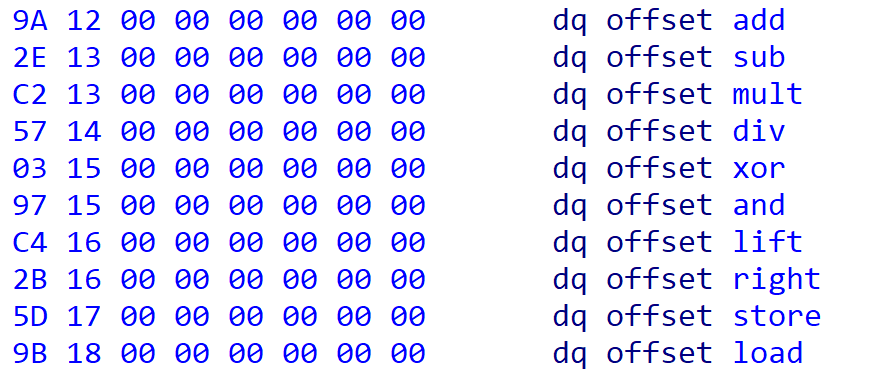 9A 12 00 00 00 00 00 00 dq offset add
2E 13 00 00 00 00 00 00 dq offset sub
C2 13 00 00 00 00 00 00 dq offset mult
57 14 00 00 00 00 00 00 dq offset div
03 15 00 00 00 00 00 00 dq offset xor
97 15 00 00 00 00 00 00 dq offset and
C4 16 00 00 00 00 00 00 dq offset lift
2B 16 00 00 00 00 00 00 dq offset right
5D 17 00 00 00 00 00 00 dq offset store
9B 18 00 00 00 00 00 00 dq offset load